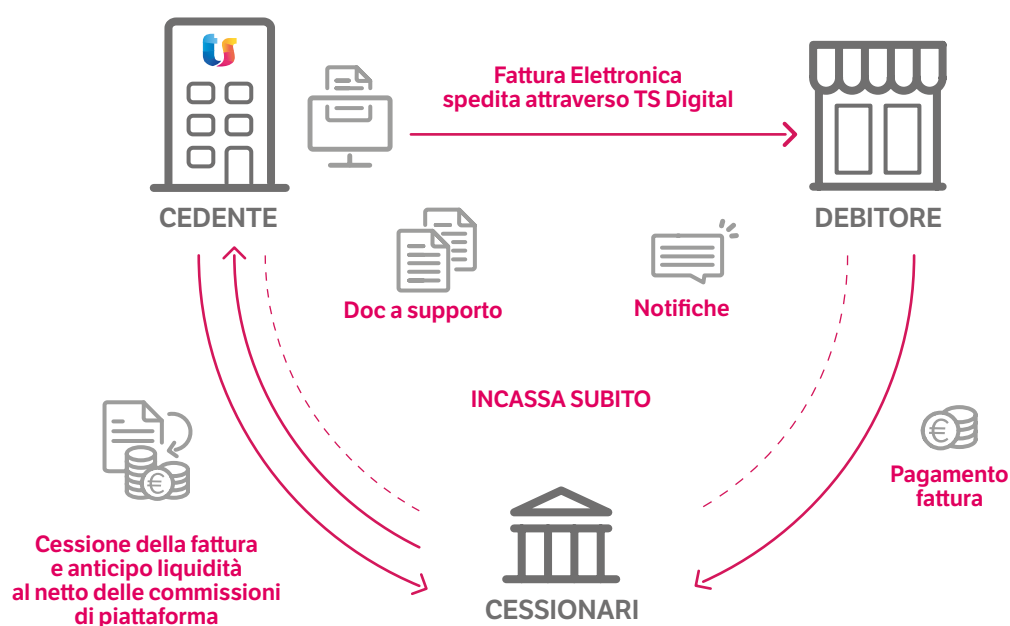 ts
Fattura Elettronica
spedita attraverso TS Digital
CEDENTE
DEBITORE
Doc a supporto
Notifiche
INCASSA SUBITO
Pagamento
fattura
Cessione della fattura
e anticipo liquidità
al netto delle commissioni
di piattaforma
CESSIONARI